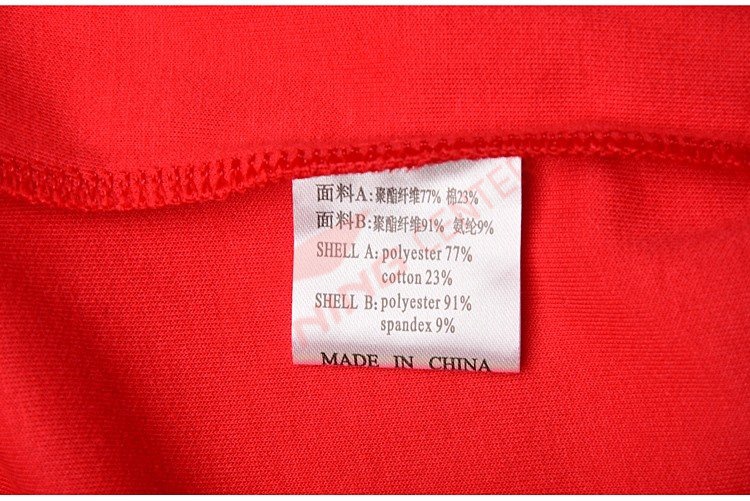 面料A:聚酯纤维77% 棉23%
面料B:聚酯纤维91% 氨纶9%
SHELL A: polyester 77%
cotton 23%
SHELL B: polyester 91%
spandex 9%
MADE IN CHINA